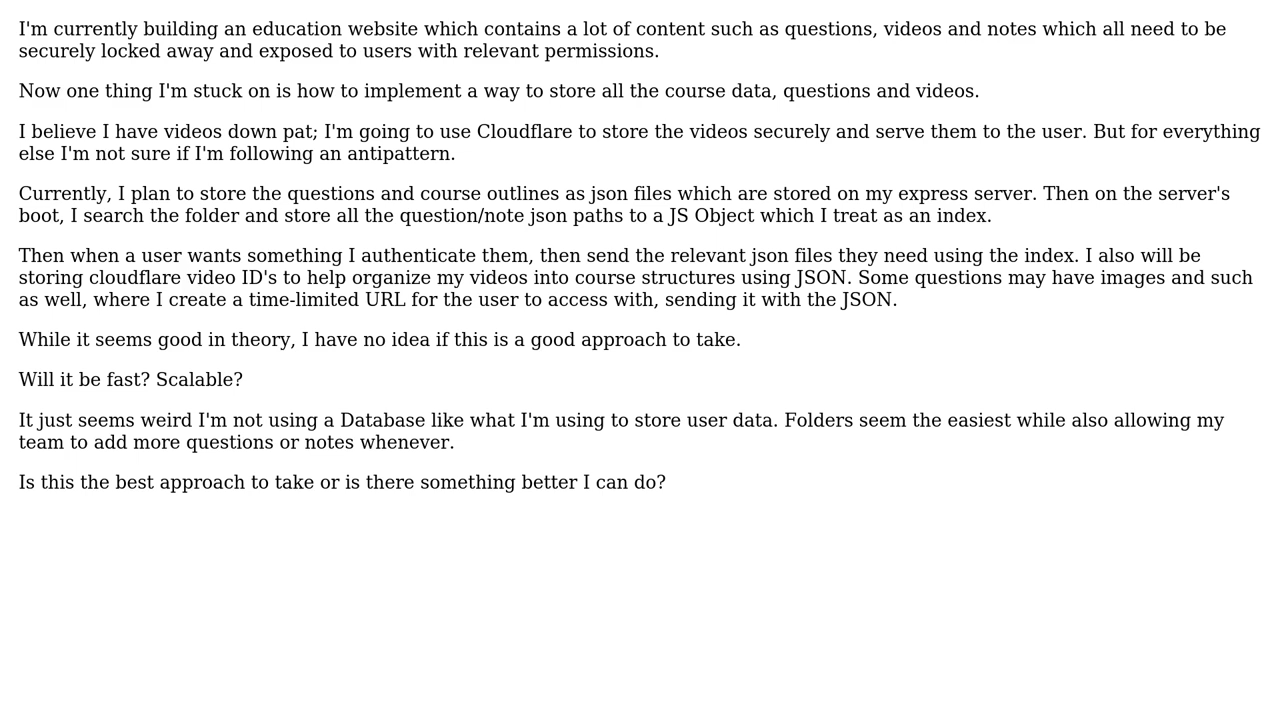 I'm currently building an education website which contains a lot of content such as questions, videos and notes which all need to be
securely locked away and exposed to users with relevant permissions.
Now one thing I'm stuck on is how to implement a way to store all the course data, questions and videos.
I believe I have videos down pat; I'm going to use Cloudflare to store the videos securely and serve them to the user. But for everything
else I'm not sure if I'm following an antipattern.
Currently, I plan to store the questions and course outlines as json files which are stored on my express server. Then on the server's
boot, I search the folder and store all the question/note json paths to a JS Object which I treat as an index.
Then when a user wants something I authenticate them, then send the relevant json files they need using the index. I also will be
storing cloudflare video ID's to help organize my videos into course structures using JSON. Some questions may have images and such
as well, where I create a time-limited URL for the user to access with, sending it with the JSON.
While it seems good in theory, I have no idea if this is a good approach to take.
Will it be fast? Scalable?
It just seems weird I'm not using a Database like what I'm using to store user data. Folders seem the easiest while also allowing my
team to add more questions or notes whenever.
Is this the best approach to take or is there something better I can do?